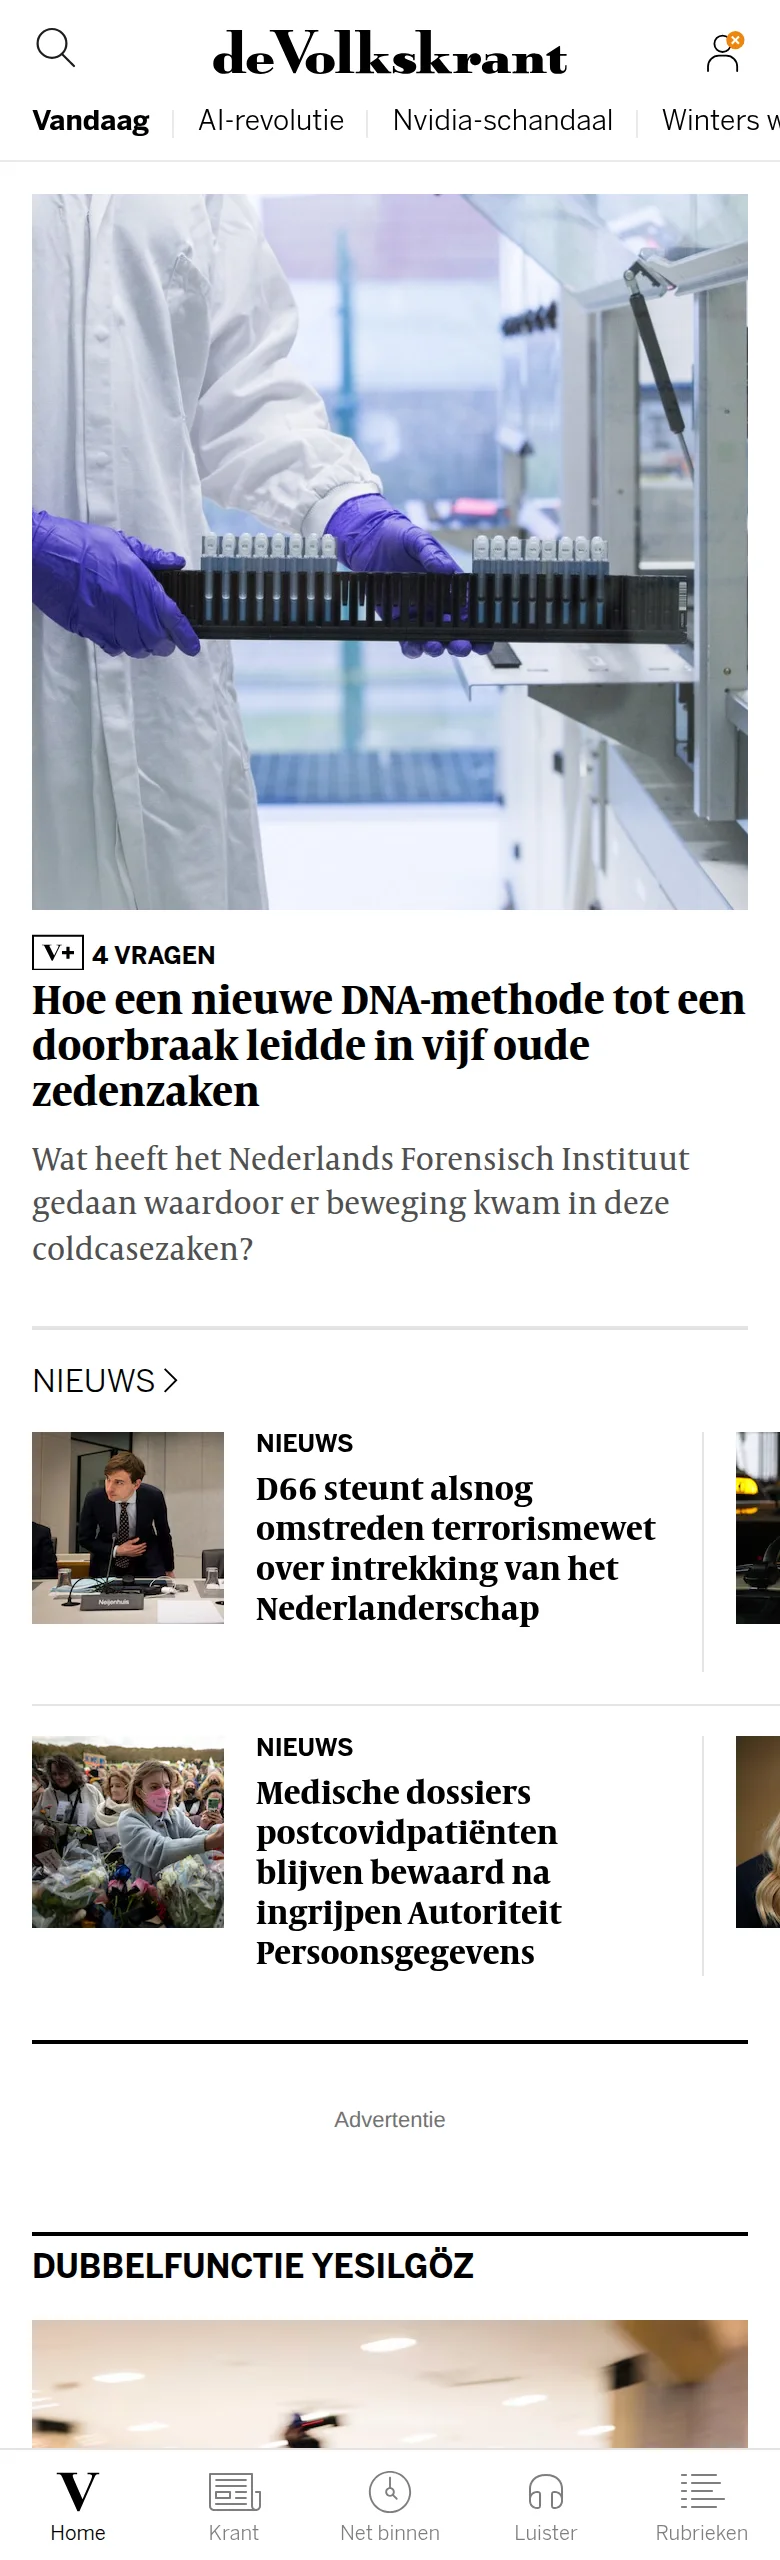 deVolkskrant
Vandaag AI-revolutie Nvidia-schandaal Winters w
V+ 4 VRAGEN
Hoe een nieuwe DNA-methode tot een
doorbraak leidde in vijf oude
zedenzaken
Wat heeft het Nederlands Forensisch Instituut
gedaan waardoor er beweging kwam in deze
coldcasezaken?
NIEUWS
NIEUWS
D66 steunt alsnog
omstreden terrorismewet
over intrekking van het
Nederlanderschap
Neijenhuis
NIEUWS
Medische dossiers
postcovidpatiënten
blijven bewaard na
ingrijpen Autoriteit
Persoonsgegevens
Advertentie
DUBBELFUNCTIE YESILGÖZ
Home Krant Net binnen Luister Rubrieken